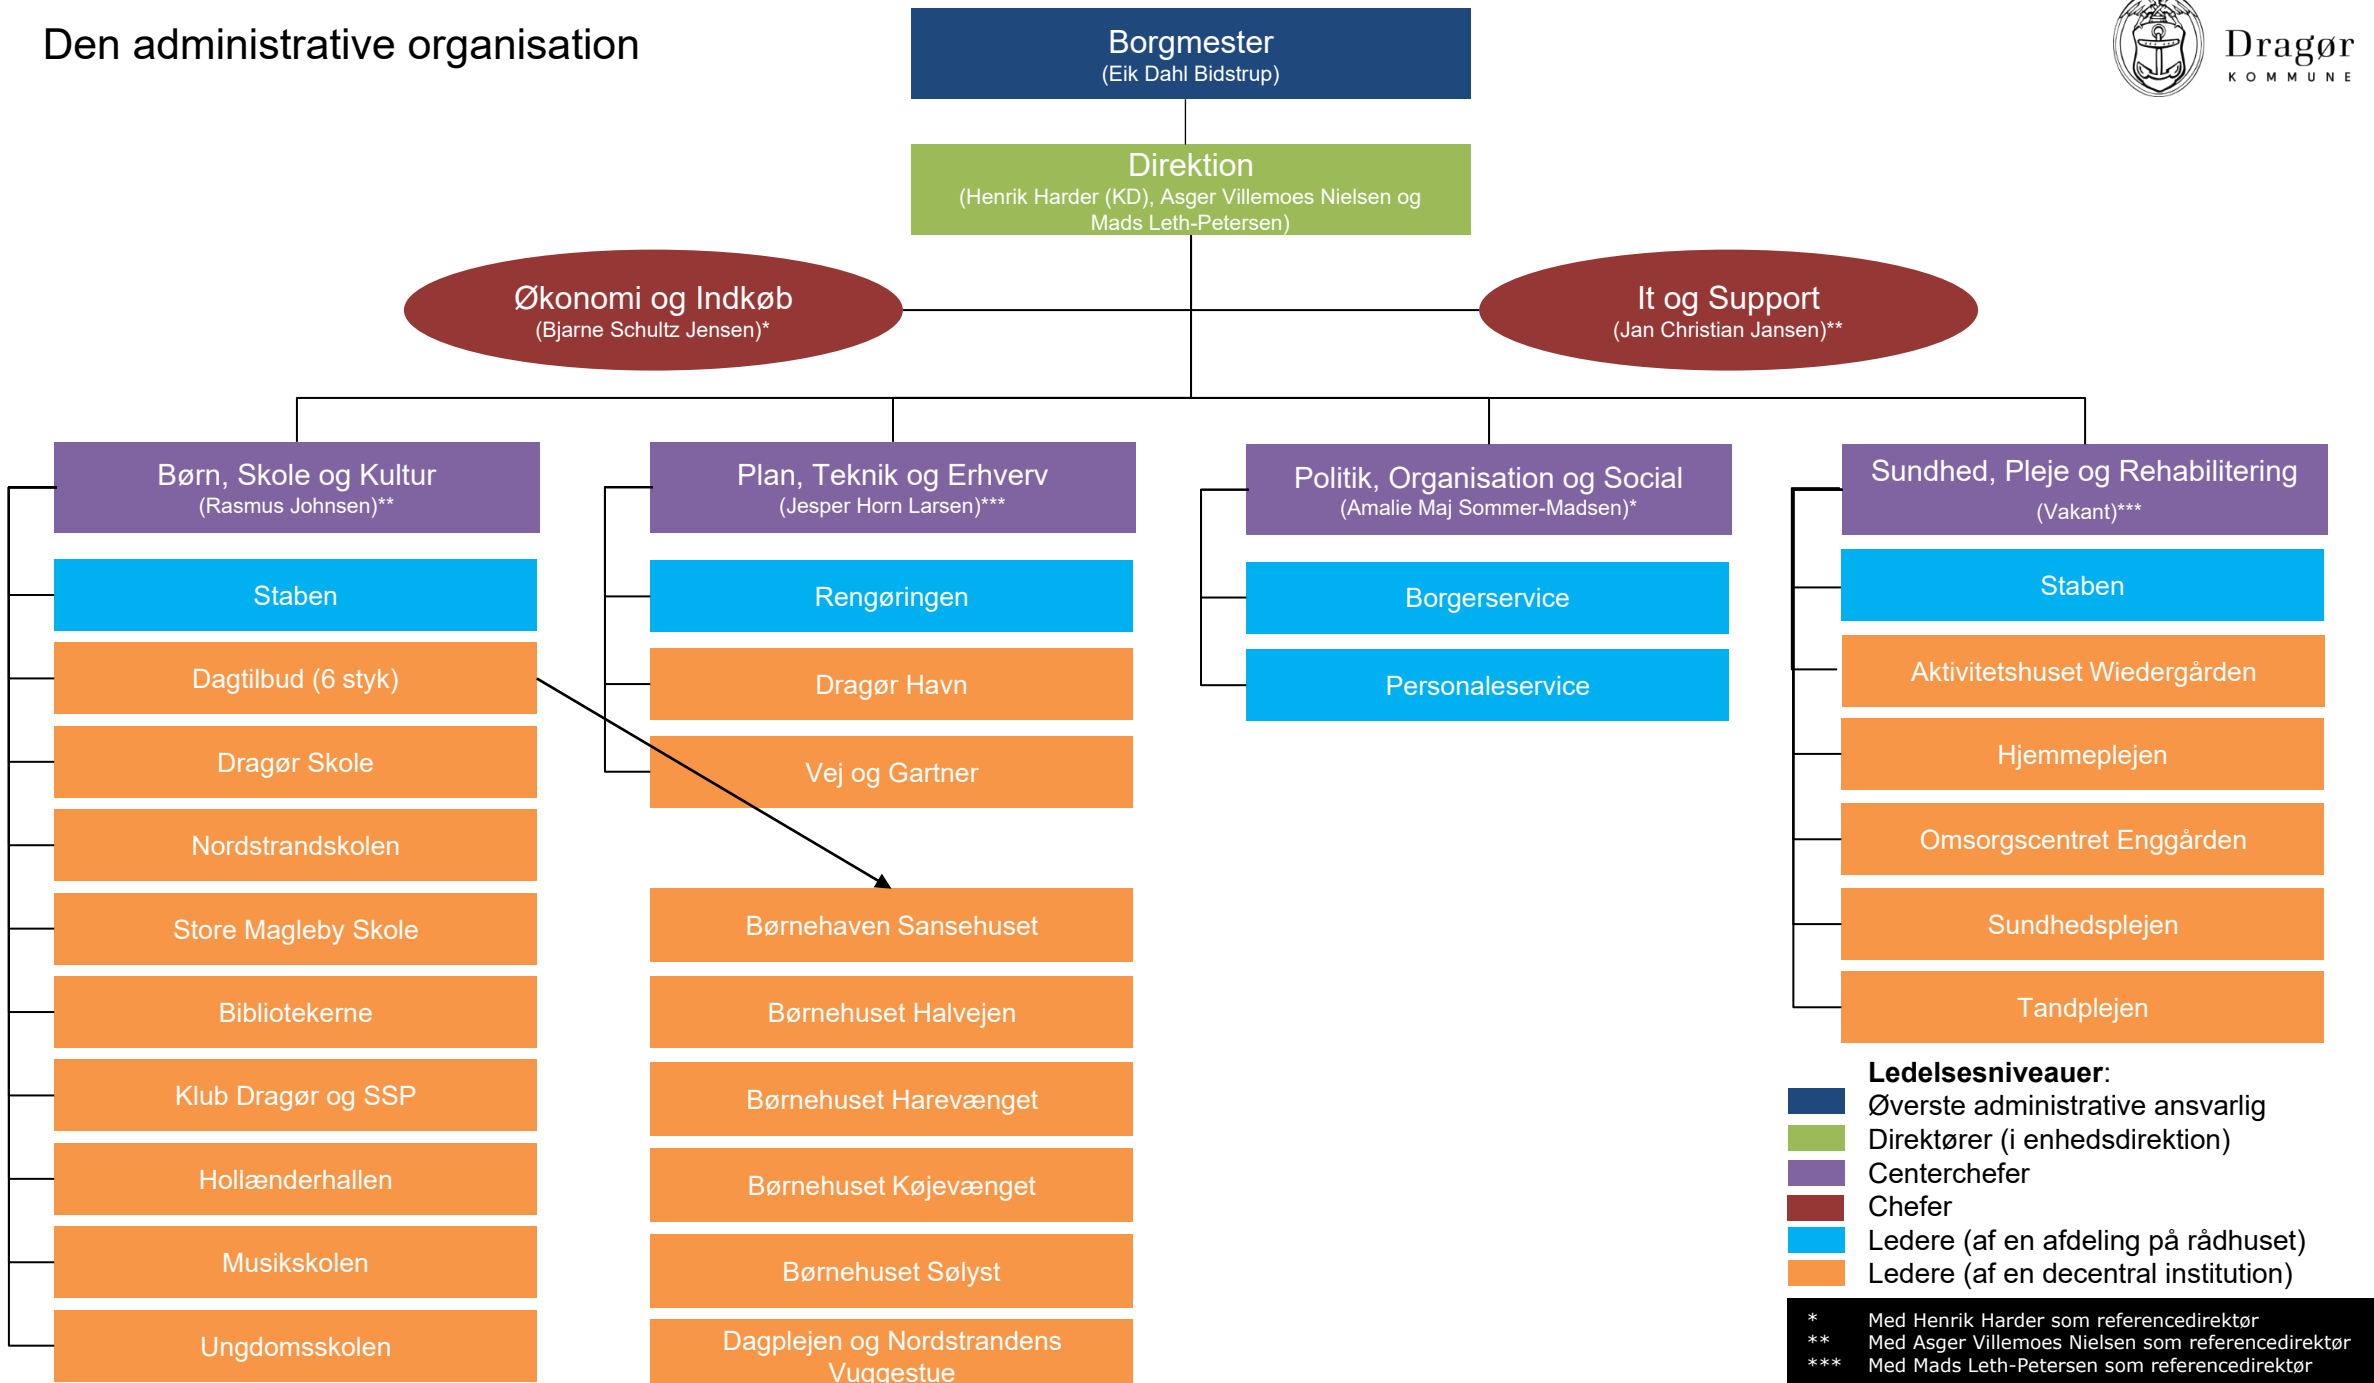 Den administrative organisation
Dragør
KOMMUNE
Borgmester
(Eik Dahl Bidstrup)
Direktion
(Henrik Harder (KD), Asger Villemoes Nielsen og
Mads Leth-Petersen)
Økonomi og Indkøb
(Bjarne Schultz Jensen)*
It og Support
(Jan Christian Jansen)**
Børn, Skole og Kultur
(Rasmus Johnsen)**
Staben
Dagtilbud (6 styk)
Dragør Skole
Nordstrandskolen
Store Magleby Skole
Bibliotekerne
Klub Dragør og SSP
Hollænderhallen
Musikskolen
Ungdomsskolen
Plan, Teknik og Erhverv
(Jesper Horn Larsen)***
Rengøringen
Dragør Havn
Vej og Gartner
Børnehaven Sansehuset
Børnehuset Halvejen
Børnehuset Harevænget
Børnehuset Køjevænget
Børnehuset Sølyst
Dagplejen og Nordstrandens
Vuggestue
Politik, Organisation og Social
(Amalie Maj Sommer-Madsen)*
Borgerservice
Personaleservice
Sundhed, Pleje og Rehabilitering
(Vakant)***
Staben
Aktivitetshuset Wiedergården
Hjemmeplejen
Omsorgscentret Enggården
Sundhedsplejen
Tandplejen
Ledelsesniveauer:
Øverste administrative ansvarlig
Direktører (i enhedsdirektion)
Centerchefer
Chefer
Ledere (af en afdeling på rådhuset)
Ledere (af en decentral institution)
* Med Henrik Harder som referencedirektør
** Med Asger Villemoes Nielsen som referencedirektør
*** Med Mads Leth-Petersen som referencedirektør